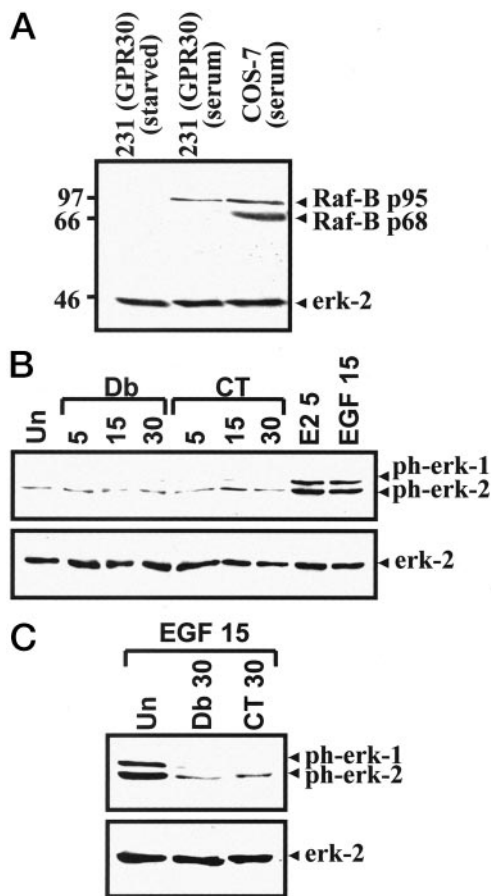 A
231 (GPR30)
(starved)
231 (GPR30)
(serum)
COS-7
(serum)
97
66
46
Raf-B p95
Raf-B p68
erk-2
B
Db
CT
Un
5
15
30
5
15
30
E2 5
EGF 15
ph-erk-1
ph-erk-2
erk-2
C
EGF 15
Un
Db 30
CT 30
ph-erk-1
ph-erk-2
erk-2